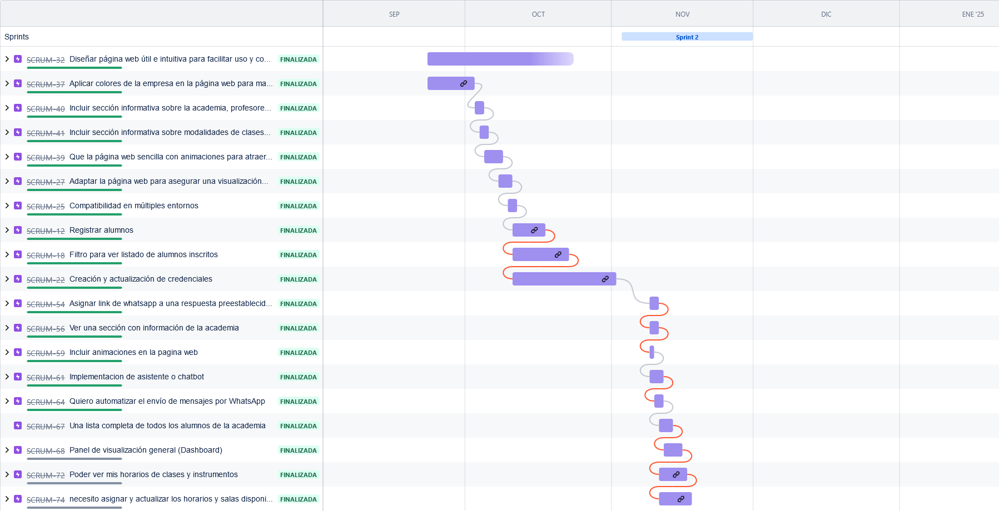 SEP OCT NOV DIC ENE '25
Sprints Sprint 2
SCRUM-32 Diseñar página web útil e intuitiva para facilitar uso y co... FINALIZADA
SCRUM-37 Aplicar colores de la empresa en la página web para ma... FINALIZADA
SCRUM-40 Incluir sección informativa sobre la academia, profesore... FINALIZADA
SCRUM-41 Incluir sección informativa sobre modalidades de clases... FINALIZADA
SCRUM-39 Que la página web sencilla con animaciones para atraer... FINALIZADA
SCRUM-27 Adaptar la página web para asegurar una visualización... FINALIZADA
SCRUM-25 Compatibilidad en múltiples entornos FINALIZADA
SCRUM-12 Registrar alumnos FINALIZADA
SCRUM-18 Filtro para ver listado de alumnos inscritos FINALIZADA
SCRUM-22 Creación y actualización de credenciales FINALIZADA
SCRUM-54 Asignar link de whatsapp a una respuesta preestablecid... FINALIZADA
SCRUM-56 Ver una sección con información de la academia FINALIZADA
SCRUM-59 Incluir animaciones en la pagina web FINALIZADA
SCRUM-61 Implementacion de asistente o chatbot FINALIZADA
SCRUM-64 Quiero automatizar el envío de mensajes por WhatsApp FINALIZADA
SCRUM-67 Una lista completa de todos los alumnos de la academia FINALIZADA
SCRUM-68 Panel de visualización general (Dashboard) FINALIZADA
SCRUM-72 Poder ver mis horarios de clases y instrumentos FINALIZADA
SCRUM-74 necesito asignar y actualizar los horarios y salas disponi... FINALIZADA